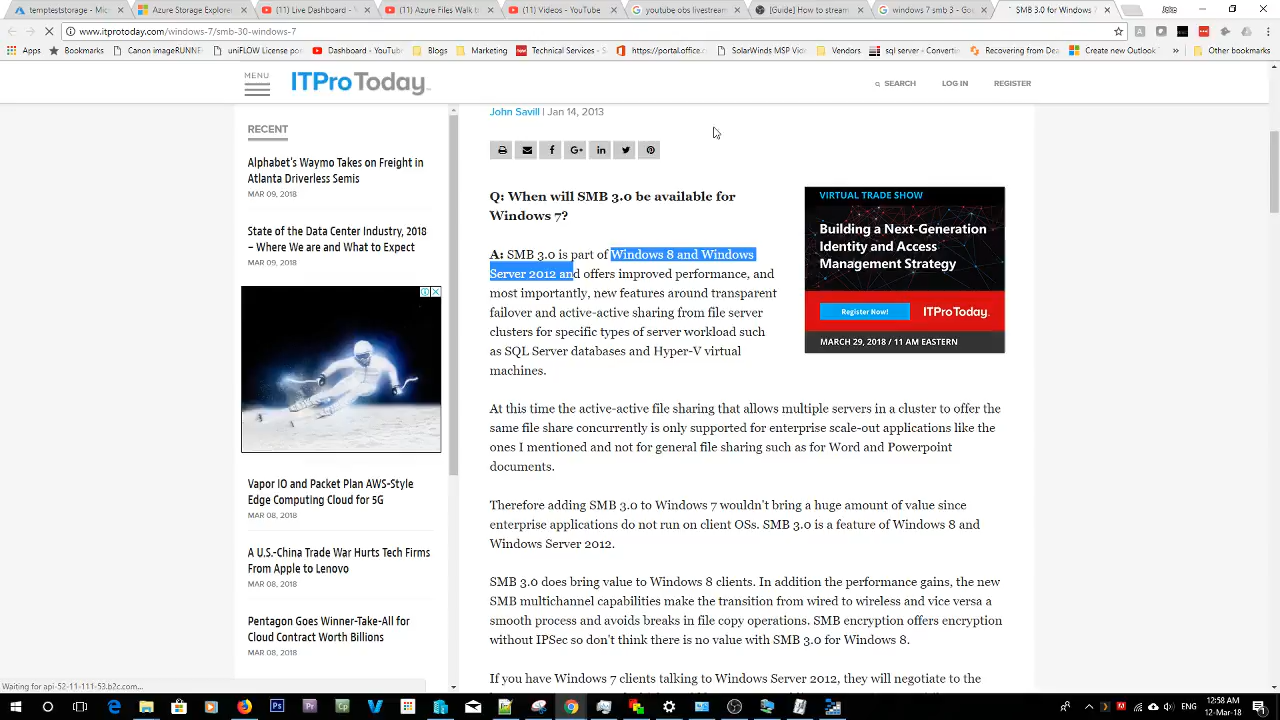 tempteststorage - Mic
Azure Storage Explorer
(11) Live Dashboard - Y
(11) Azure Files Walk t
(11) Videos - YouTube
youtube obs livestream
[Guide] How to stream
windows 7 smb 3 - Goo
SMB 3.0 for Windows 7
www.itprotoday.com/windows-7/smb-30-windows-7
Apps
Bookmarks
Canon imageRUNNER
uniFLOW License
Dashboard - YouTube
Blogs
Marketing
Technical Services
https://portal.office
SolarWinds MSP
Vendors
sql server - Convert
Recovering from Dea
Create new Outlook
»
Other bookmarks
MENU
ITProToday
SEARCH
LOG IN
REGISTER
John Savill | Jan 14, 2013
RECENT
Alphabet's Waymo Takes on Freight in
Atlanta Driverless Semis
MAR 09, 2018
State of the Data Center Industry, 2018
– Where We are and What to Expect
MAR 09, 2018
Vapor IO and Packet Plan AWS-Style
Edge Computing Cloud for 5G
MAR 08, 2018
A U.S.-China Trade War Hurts Tech Firms
From Apple to Lenovo
MAR 08, 2018
Pentagon Goes Winner-Take-All for
Cloud Contract Worth Billions
MAR 08, 2018
Q: When will SMB 3.0 be available for
Windows 7?
A: SMB 3.0 is part of Windows 8 and Windows
Server 2012 and offers improved performance, and
most importantly, new features around transparent
failover and active-active sharing from file server
clusters for specific types of server workload such
as SQL Server databases and Hyper-V virtual
machines.
VIRTUAL TRADE SHOW
Building a Next-Generation
Identity and Access
Management Strategy
Register Now!
ITProToday.
MARCH 29, 2018 / 11 AM EASTERN
At this time the active-active file sharing that allows multiple servers in a cluster to offer the
same file share concurrently is only supported for enterprise scale-out applications like the
ones I mentioned and not for general file sharing such as for Word and Powerpoint
documents.
Therefore adding SMB 3.0 to Windows 7 wouldn't bring a huge amount of value since
enterprise applications do not run on client OSs. SMB 3.0 is a feature of Windows 8 and
Windows Server 2012.
SMB 3.0 does bring value to Windows 8 clients. In addition the performance gains, the new
SMB multichannel capabilities make the transition from wired to wireless and vice versa a
smooth process and avoids breaks in file copy operations. SMB encryption offers encryption
without IPSec so don't think there is no value with SMB 3.0 for Windows 8.
If you have Windows 7 clients talking to Windows Server 2012, they will negotiate to the
Waiting for api-52-11-111-53.b2c.com...
ENG
12:58 AM
12-Mar-18